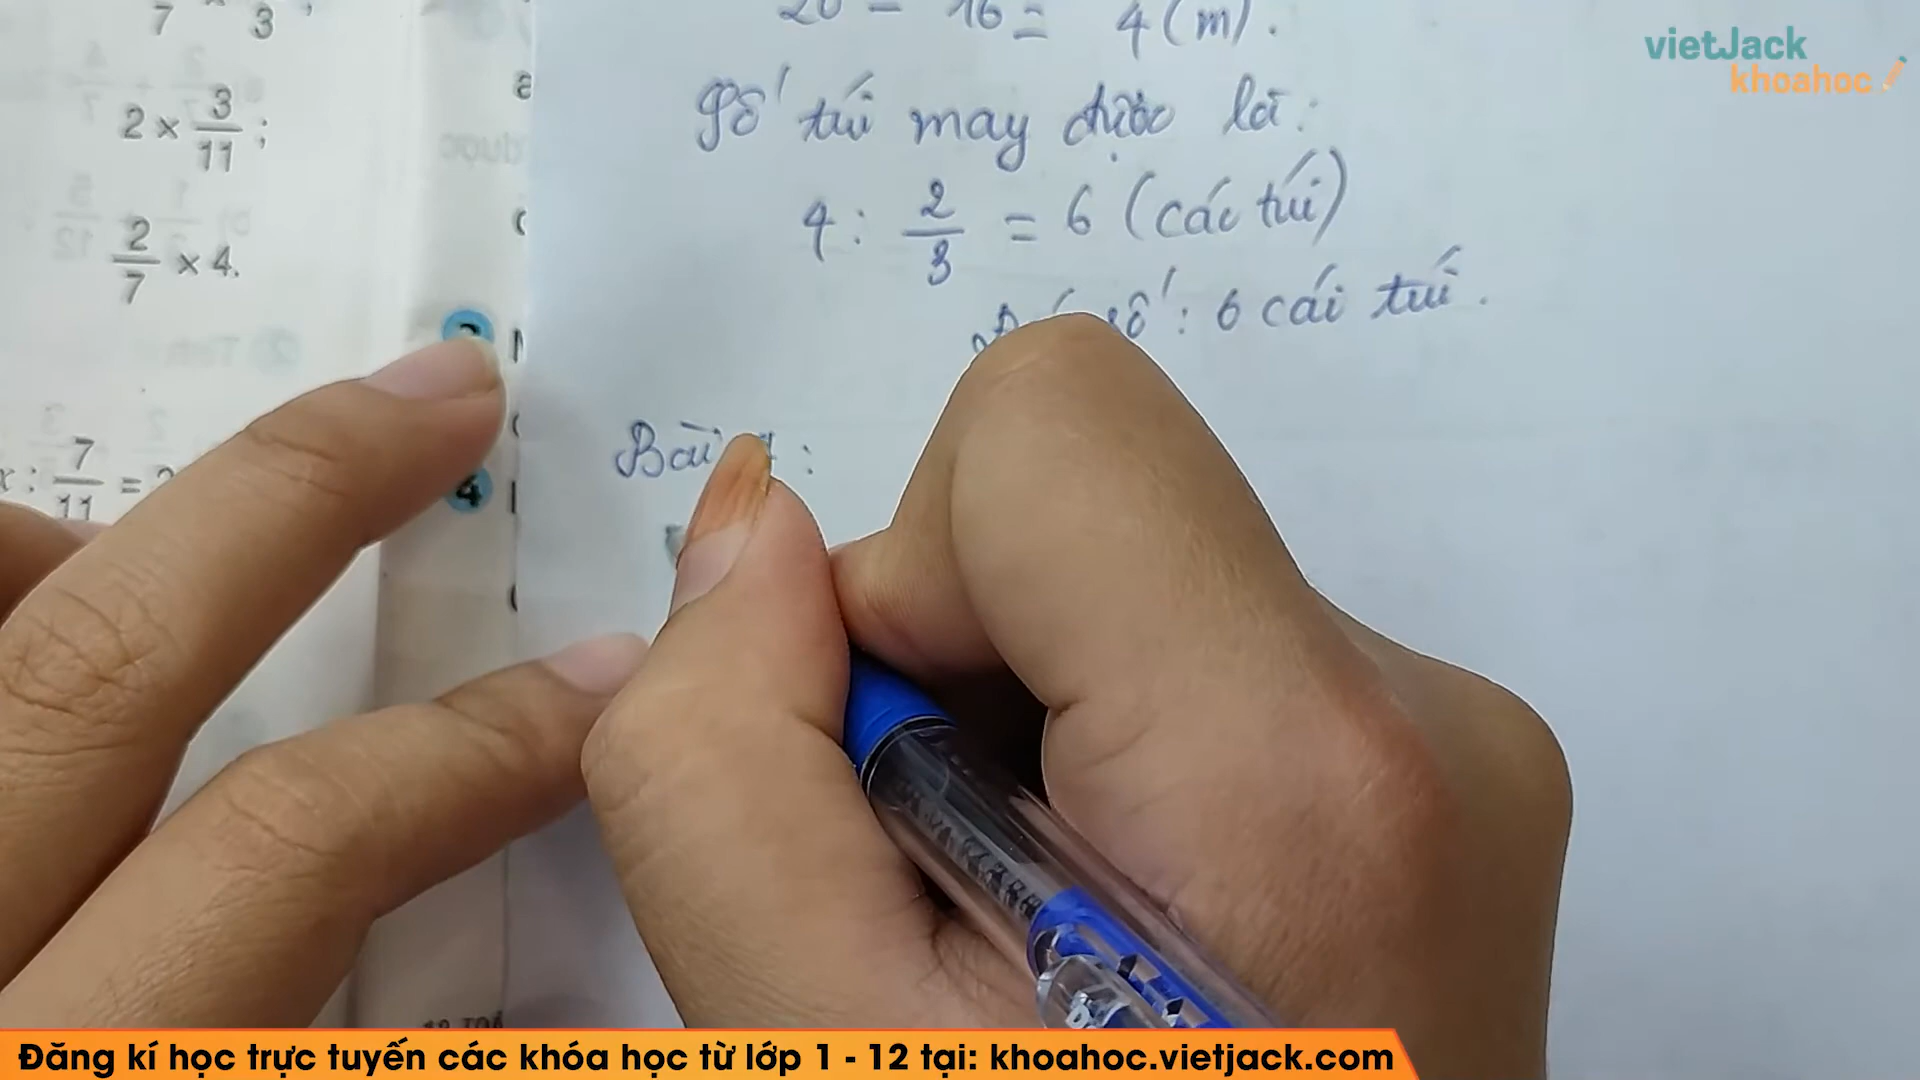 7 × 3 ;
2 × 3/11 ;
2/7 × 4.
x : 7/11 =
4
20 - 16 = 4 (m).
Số túi may được là:
4 : 2/3 = 6 (cái túi)
số : 6 cái túi.
Bài :
vietJack
khoahoc
Đăng kí học trực tuyến các khóa học từ lớp 1 - 12 tại: khoahoc.vietjack.com